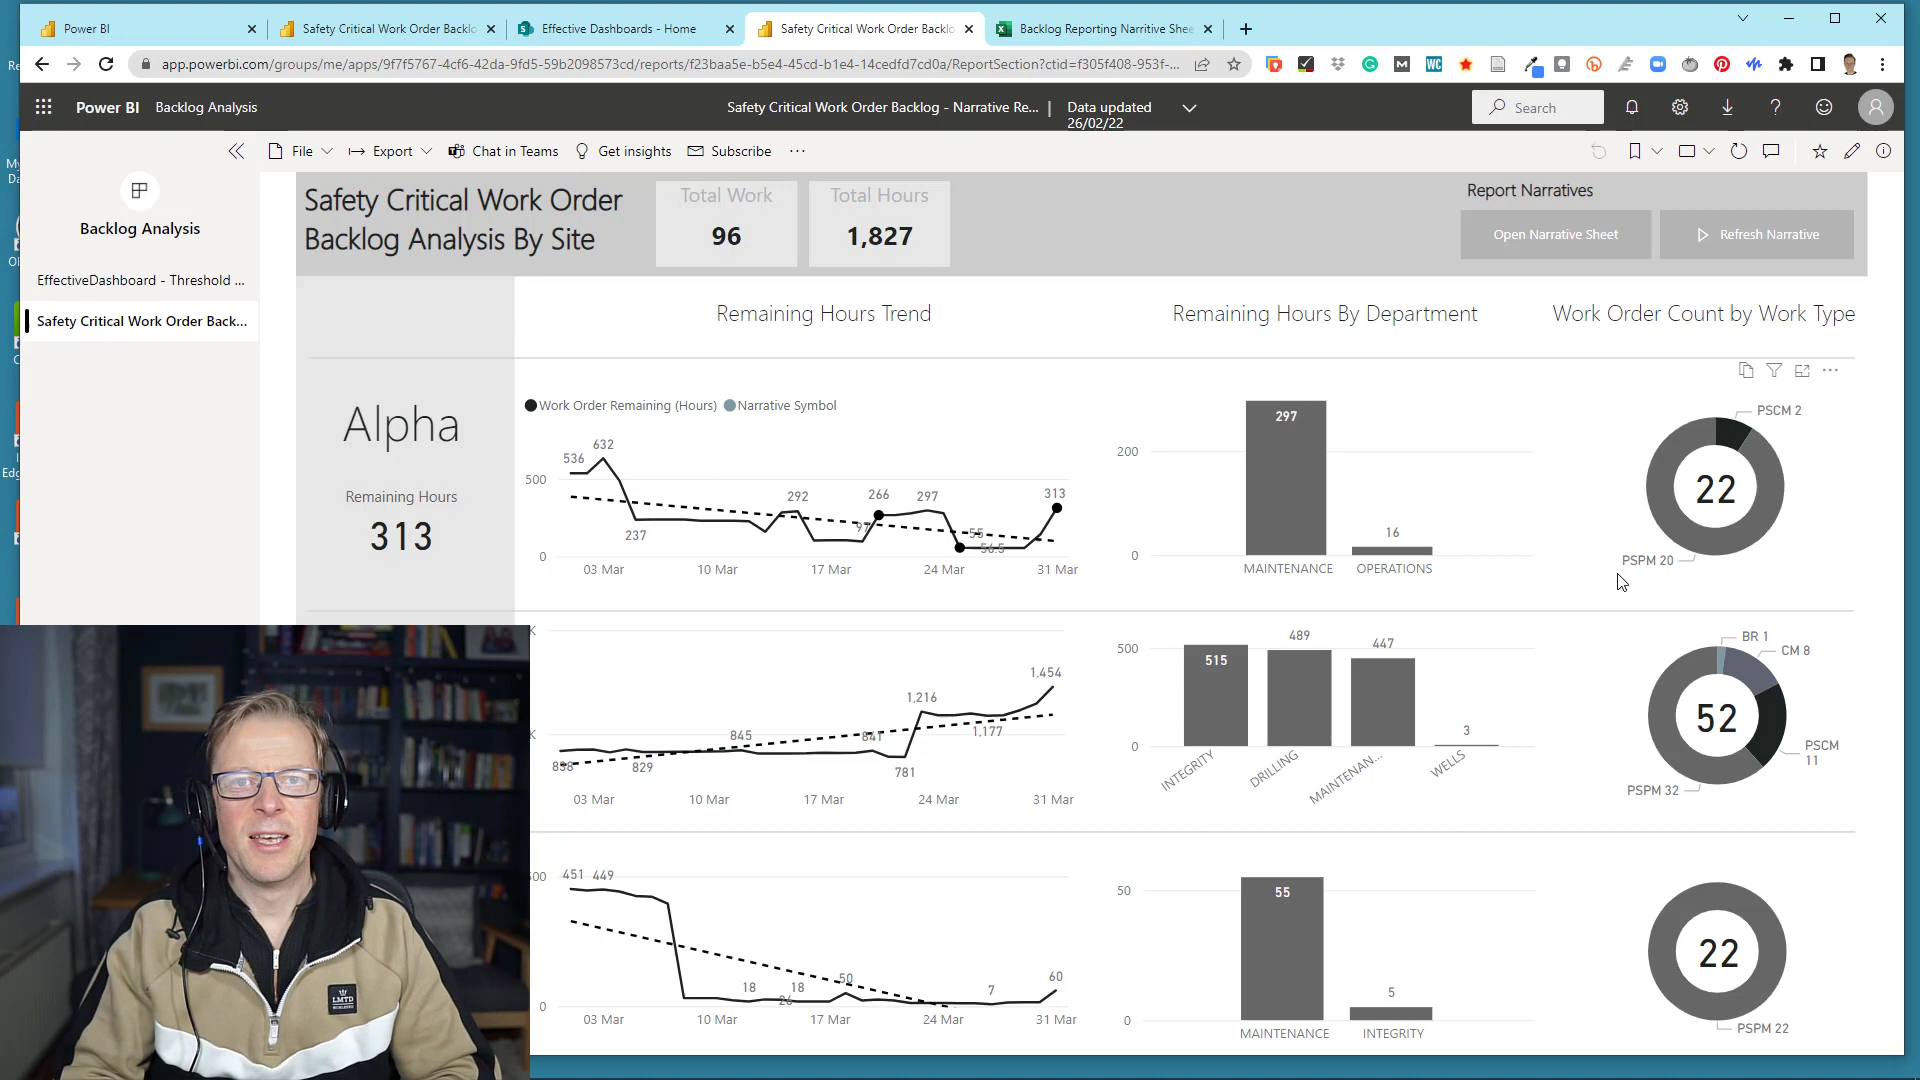 Power BI
Safety Critical Work Order Backlo
Effective Dashboards - Home
Safety Critical Work Order Backlo
Backlog Reporting Narritive Shee
app.powerbi.com/groups/me/apps/9f7f5767-4cf6-42da-9fd5-59b2098573cd/reports/f23baa5e-b5e4-45cd-b1e4-14cedfd7cd0a/ReportSection?ctid=f305f408-953f-...
Power BI Backlog Analysis
Safety Critical Work Order Backlog - Narrative Re... | Data updated
26/02/22
Search
File Export Chat in Teams Get insights Subscribe
Backlog Analysis
EffectiveDashboard - Threshold ...
Safety Critical Work Order Back...
Safety Critical Work Order
Backlog Analysis By Site
Total Work
96
Total Hours
1,827
Report Narratives
Open Narrative Sheet
Refresh Narrative
Remaining Hours Trend
Remaining Hours By Department
Work Order Count by Work Type
Alpha
Remaining Hours
313
Work Order Remaining (Hours) Narrative Symbol
536 632 237 292 97 266 297 55 56.5 313
500
0
03 Mar 10 Mar 17 Mar 24 Mar 31 Mar
200
0
297 16
MAINTENANCE OPERATIONS
PSCM 2
22
PSPM 20
K
K
838 829 845 841 781 1,216 1,177 1,454
03 Mar 10 Mar 17 Mar 24 Mar 31 Mar
500
0
515 489 447 3
INTEGRITY DRILLING MAINTENAN... WELLS
BR 1
CM 8
52
PSCM
11
PSPM 32
451 449 18 26 18 50 7 60
0
03 Mar 10 Mar 17 Mar 24 Mar 31 Mar
50
0
55 5
MAINTENANCE INTEGRITY
22
PSPM 22
LMTD